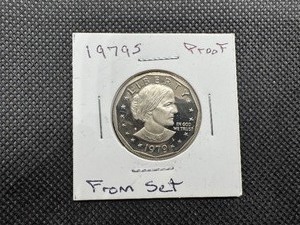 1979S Proof
LIBERTY
IN GOD
WE TRUST
1979
From Set